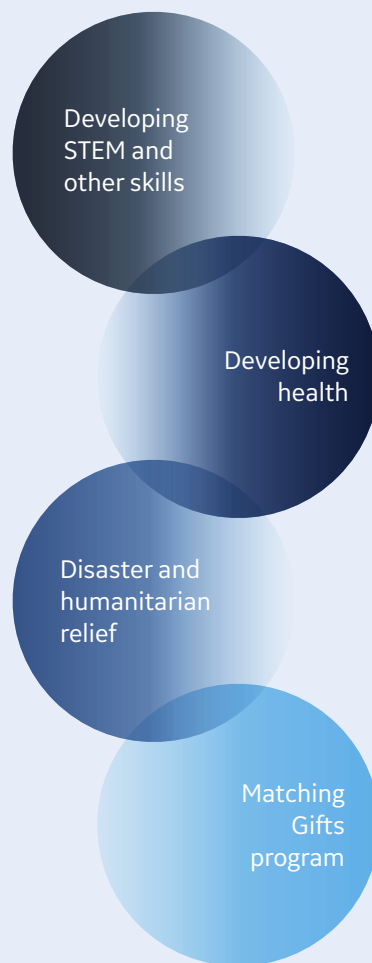 Developing
STEM and
other skills
Developing
health
Disaster and
humanitarian
relief
Matching
Gifts
program